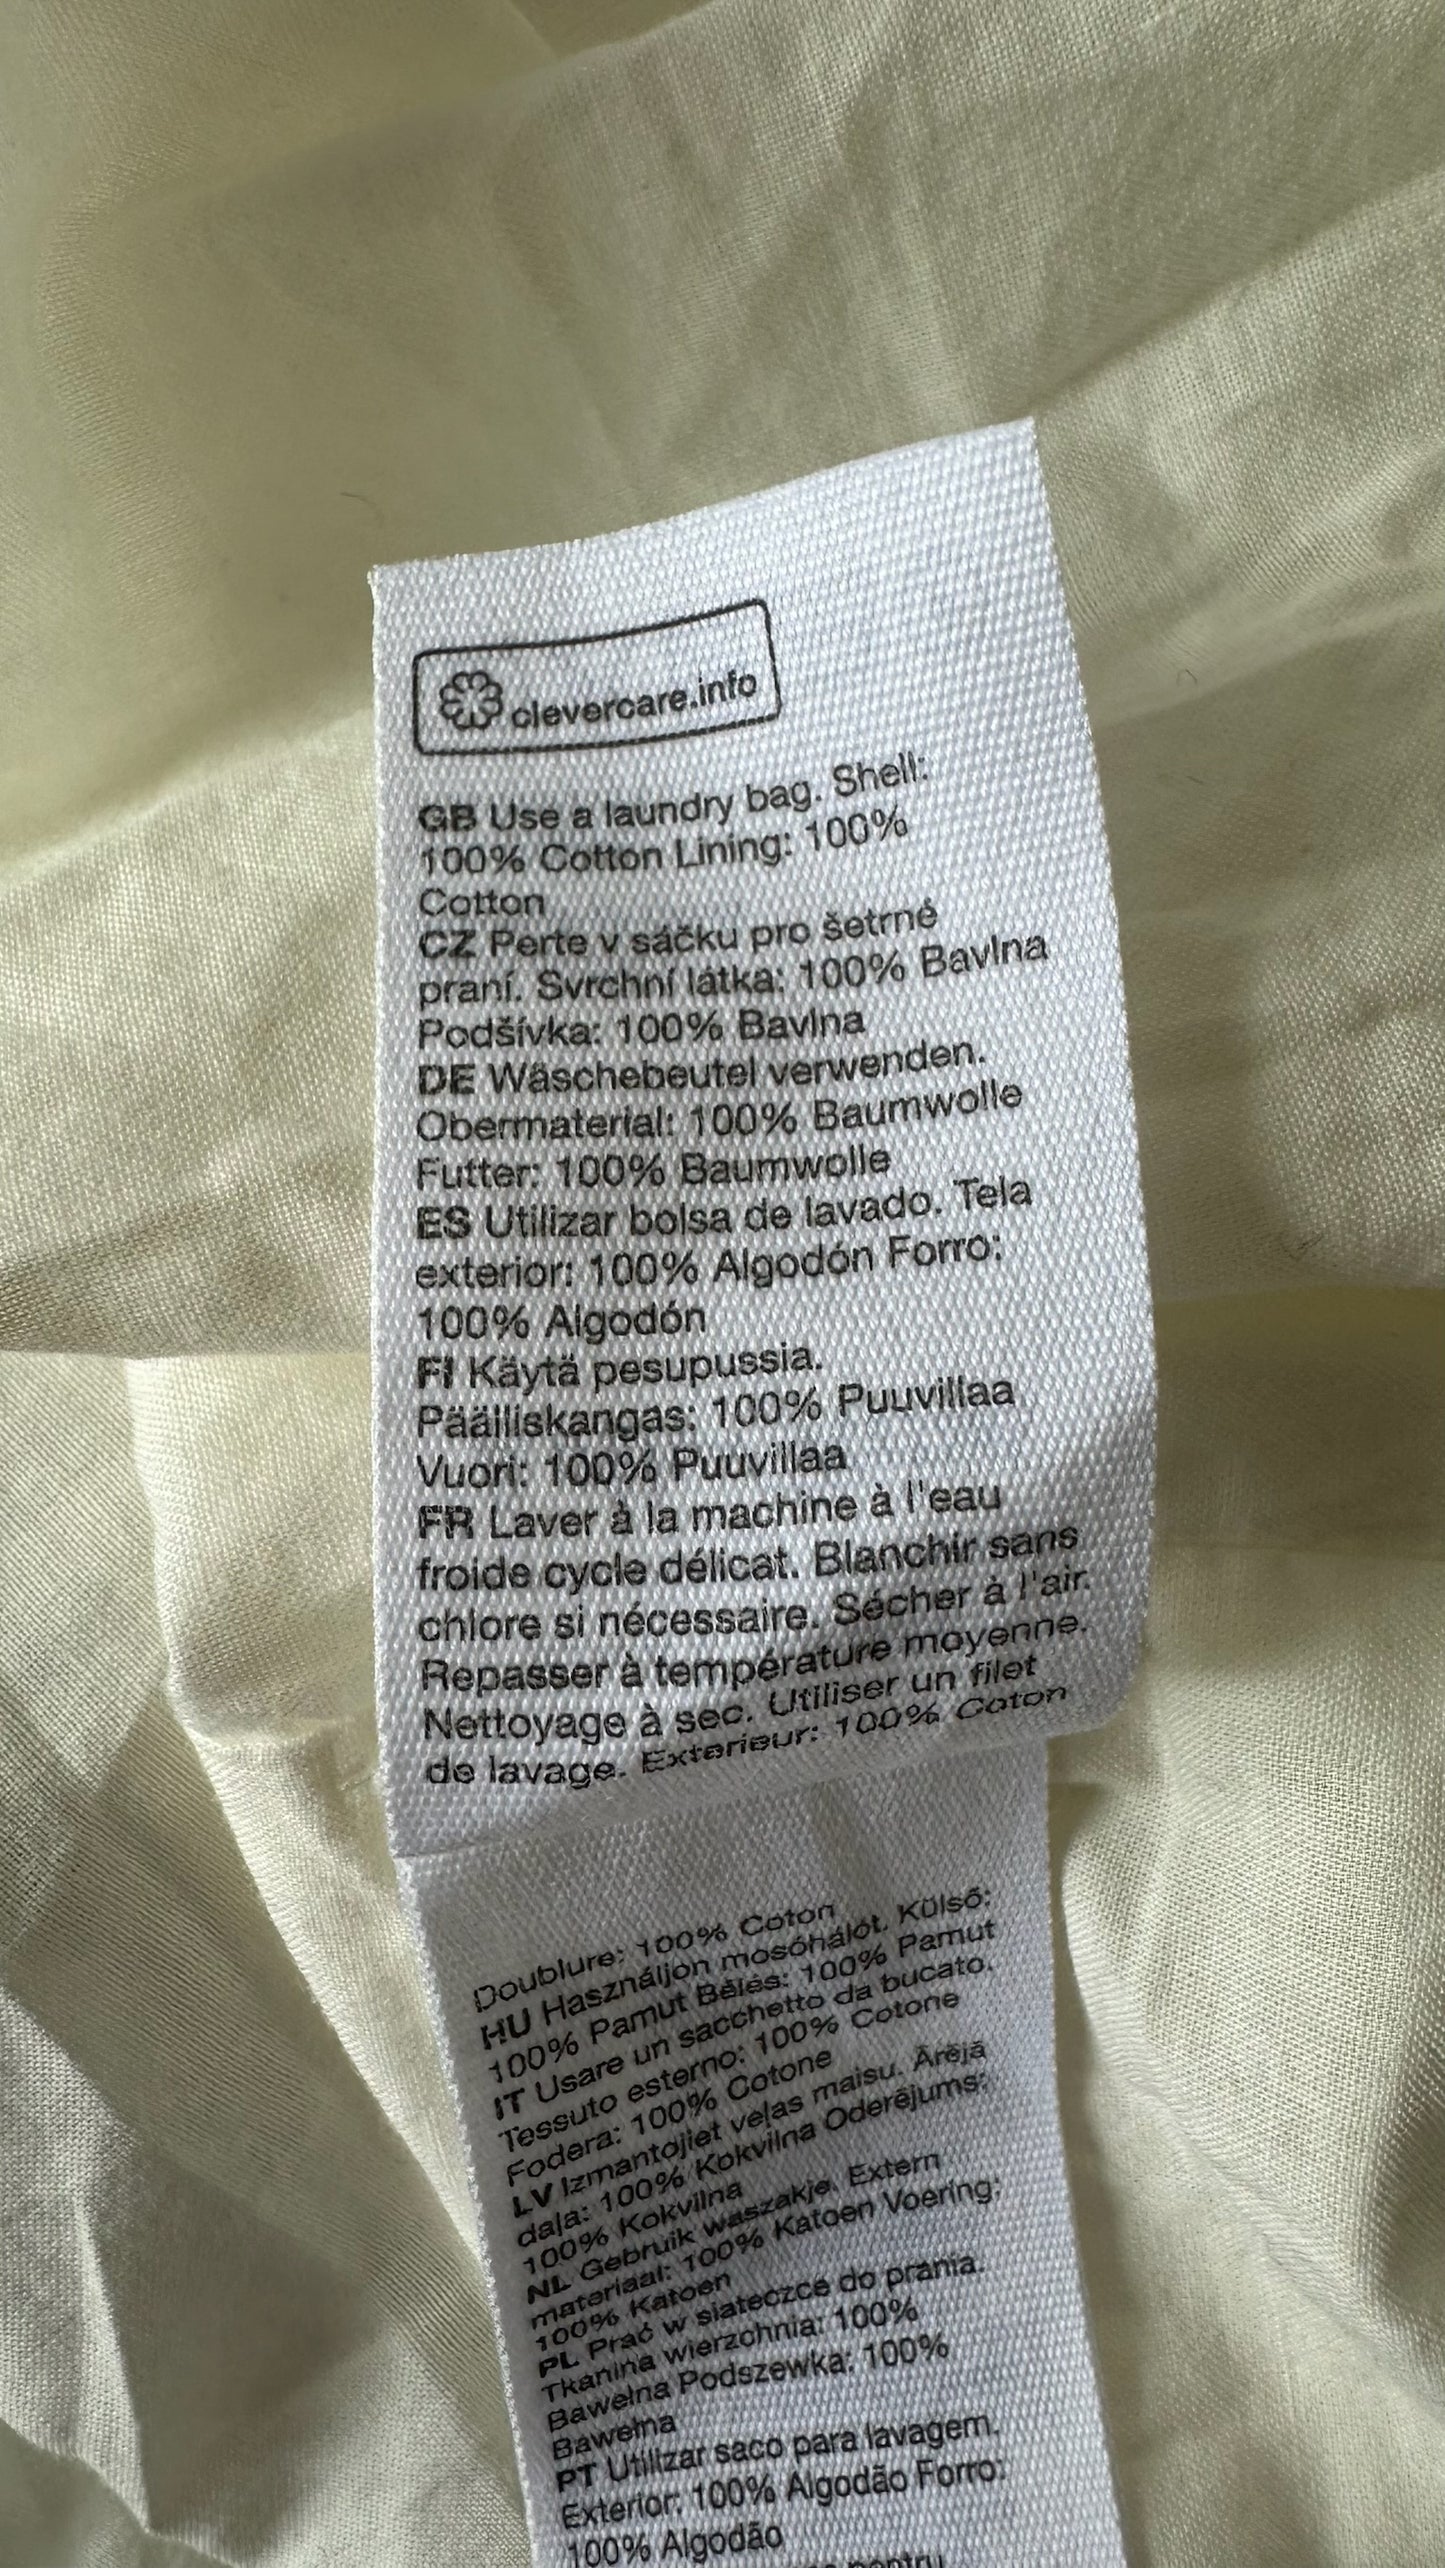 clevercare.info
GB Use a laundry bag. Shell:
100% Cotton Lining: 100%
Cotton
CZ Perte v sáčku pro šetrné
praní. Svrchní látka: 100% Bavlna
Podšívka: 100% Bavlna
DE Wäschebeutel verwenden.
Obermaterial: 100% Baumwolle
Futter: 100% Baumwolle
ES Utilizar bolsa de lavado. Tela
exterior: 100% Algodón Forro:
100% Algodón
FI Käytä pesupussia.
Päälliskangas: 100% Puuvillaa
Vuori: 100% Puuvillaa
FR Laver à la machine à l'eau
froide cycle délicat. Blanchir sans
chlore si nécessaire. Sécher à l'air.
Repasser à température moyenne.
Nettoyage à sec. Utiliser un filet
de lavage. Exterieur: 100% Coton
Doublure: 100% Coton
HU Használjon mosóhálót. Külső:
100% Pamut Bélés: 100% Pamut
IT Usare un sacchetto da bucato.
Tessuto esterno: 100% Cotone
Fodera: 100% Cotone
LV Izmantojiet veļas maisu. Ārējā
daļa: 100% Kokvilna Oderējums:
100% Kokvilna
NL Gebruik waszakje. Extern
materiaal: 100% Katoen Voering:
100% Katoen
PL Prać w siateczce do prania.
Tkanina wierzchnia: 100%
Bawełna Podszewka: 100%
Bawełna
PT Utilizar saco para lavagem.
Exterior: 100% Algodão Forro:
100% Algodão
pentru